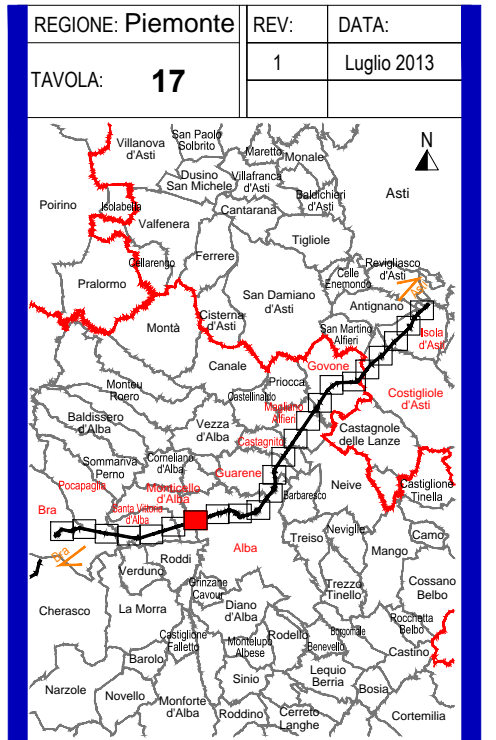 REGIONE: Piemonte
REV:
DATA:
TAVOLA: 17
1
Luglio 2013
N
Villanova
d'Asti
San Paolo
Solbrito
Maretto
Monale
Dusino
San Michele
Villafranca
d'Asti
Baldichieri
d'Asti
Asti
Poirino
Isolabella
Valfenera
Cantarana
Tigliole
Cellarengo
Ferrere
Revigliasco
d'Asti
Celle
Enemondo
Asti
Pralormo
San Damiano
d'Asti
Antignano
Cisterna
d'Asti
Montà
San Martino
Alfieri
Isola
d'Asti
Canale
Govone
Priocca
Monteu
Roero
Castellinaldo
Magliano
Alfieri
Costigliole
d'Asti
Baldissero
d'Alba
Vezza
d'Alba
Castagnito
Castagnole
delle Lanze
Sommariva
Perno
Corneliano
d'Alba
Guarene
Pocapaglia
Monticello
d'Alba
Barbaresco
Neive
Castiglione
Tinella
Bra
Santa Vittoria
d'Alba
Neviglie
Camo
Bra
Roddi
Alba
Treiso
Mango
Verduno
Grinzane
Cavour
Trezzo
Tinello
Cossano
Belbo
Cherasco
La Morra
Diano
d'Alba
Rocchetta
Belbo
Castiglione
Falletto
Montelupo
Albese
Rodello
Borgomale
Benevello
Castino
Barolo
Sinio
Lequio
Berria
Bosia
Narzole
Novello
Monforte
d'Alba
Roddino
Cerreto
Langhe
Cortemilia